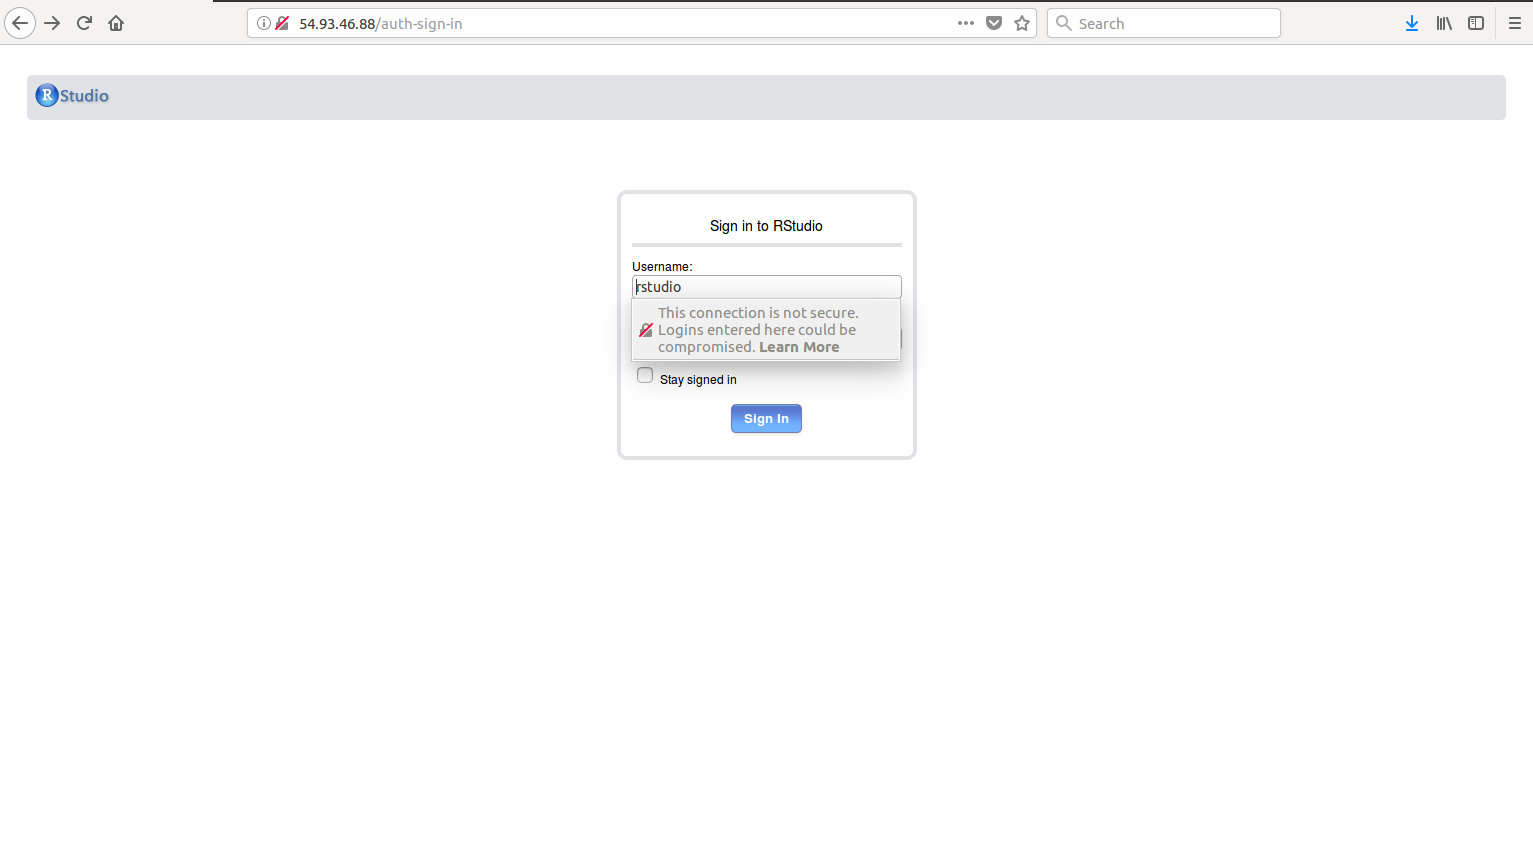 54.93.46.88/auth-sign-in
Search
RStudio
Sign in to RStudio
Username:
rstudio
This connection is not secure.
Logins entered here could be
compromised. Learn More
Stay signed in
Sign In